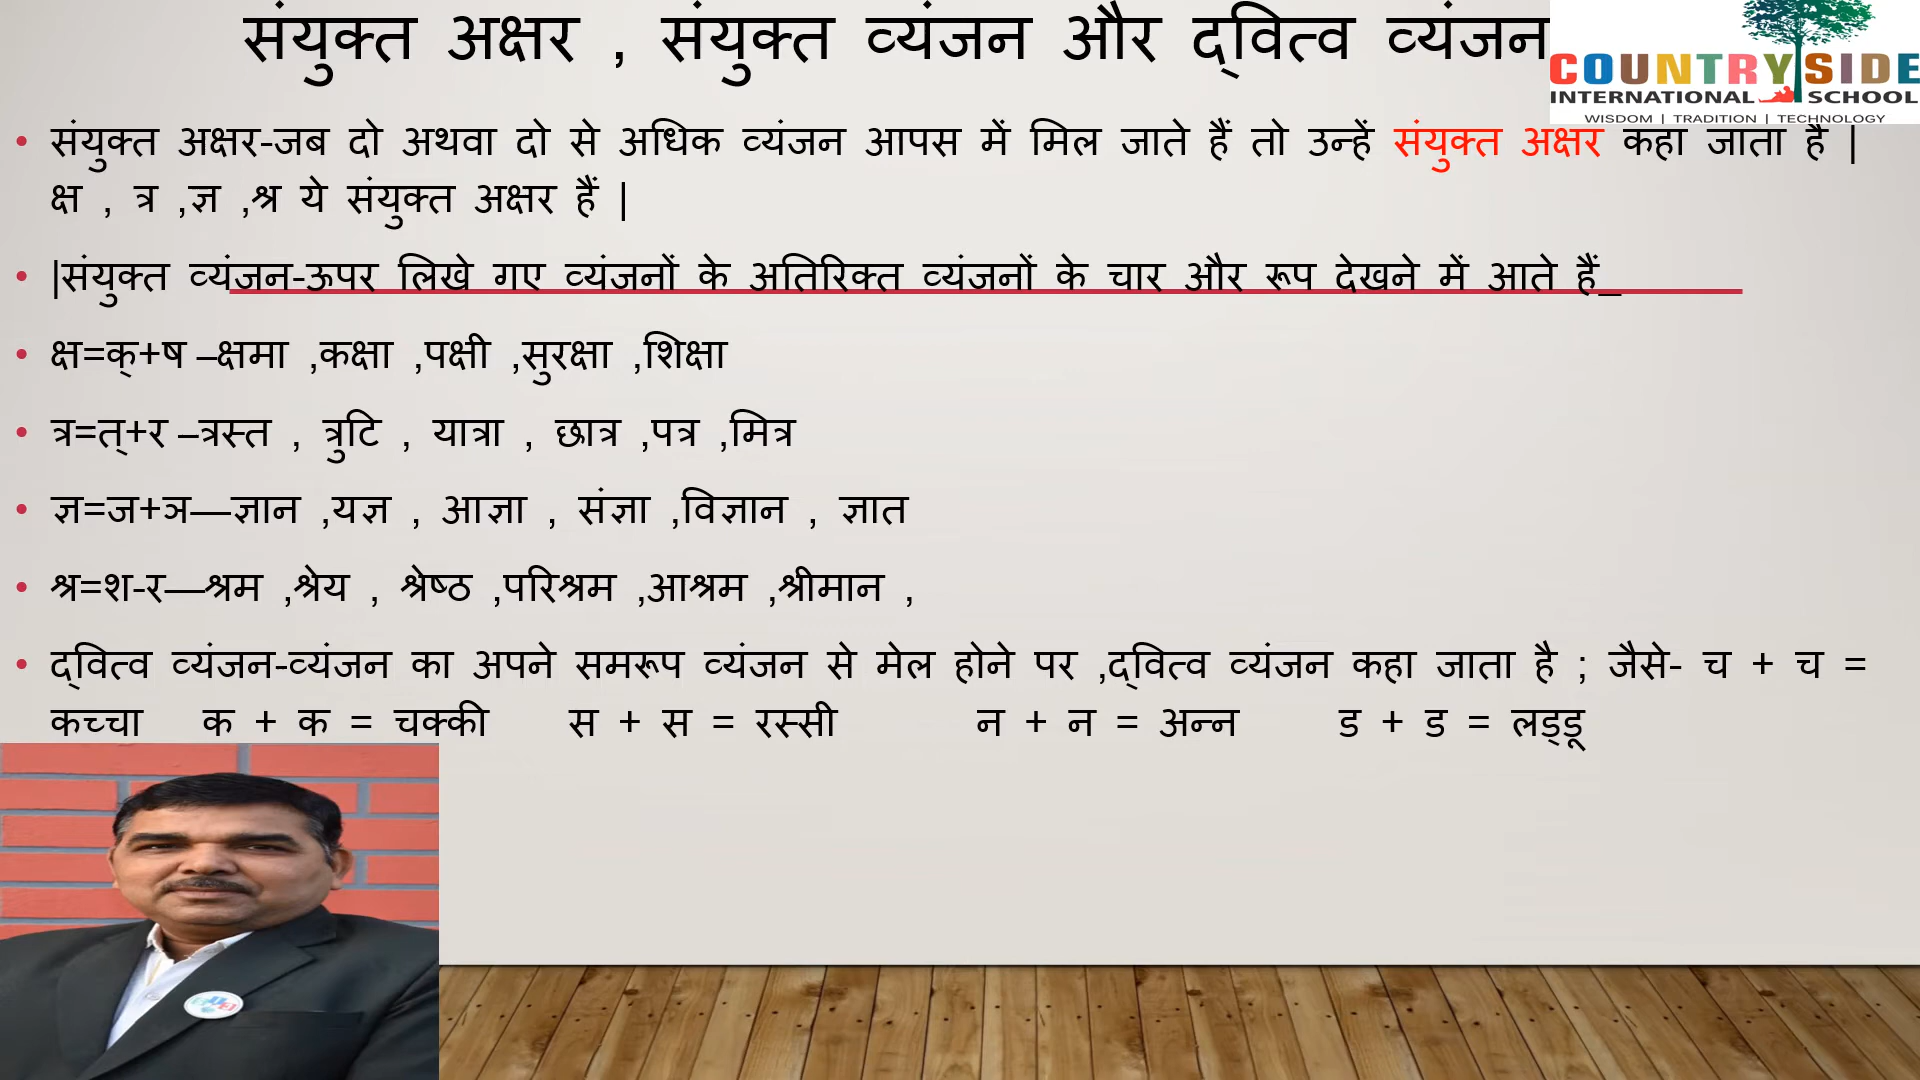 संयुक्त अक्षर , संयुक्त व्यंजन और द्वित्व व्यंजन
COUNTRYSIDE
INTERNATIONAL SCHOOL
WISDOM | TRADITION | TECHNOLOGY
• संयुक्त अक्षर-जब दो अथवा दो से अधिक व्यंजन आपस में मिल जाते हैं तो उन्हें संयुक्त अक्षर कहा जाता है |
क्ष , त्र ,ज्ञ ,श्र ये संयुक्त अक्षर हैं |
• |संयुक्त व्यंजन-ऊपर लिखे गए व्यंजनों के अतिरिक्त व्यंजनों के चार और रूप देखने में आते हैं_
• क्ष=क्+ष –क्षमा ,कक्षा ,पक्षी ,सुरक्षा ,शिक्षा
• त्र=त्+र –त्रस्त , त्रुटि , यात्रा , छात्र ,पत्र ,मित्र
• ज्ञ=ज+ञ—ज्ञान ,यज्ञ , आज्ञा , संज्ञा ,विज्ञान , ज्ञात
• श्र=श-र—श्रम ,श्रेय , श्रेष्ठ ,परिश्रम ,आश्रम ,श्रीमान ,
• द्वित्व व्यंजन-व्यंजन का अपने समरूप व्यंजन से मेल होने पर ,द्वित्व व्यंजन कहा जाता है ; जैसे- च + च =
कच्चा क + क = चक्की स + स = रस्सी न + न = अन्न ड + ड = लड्डू